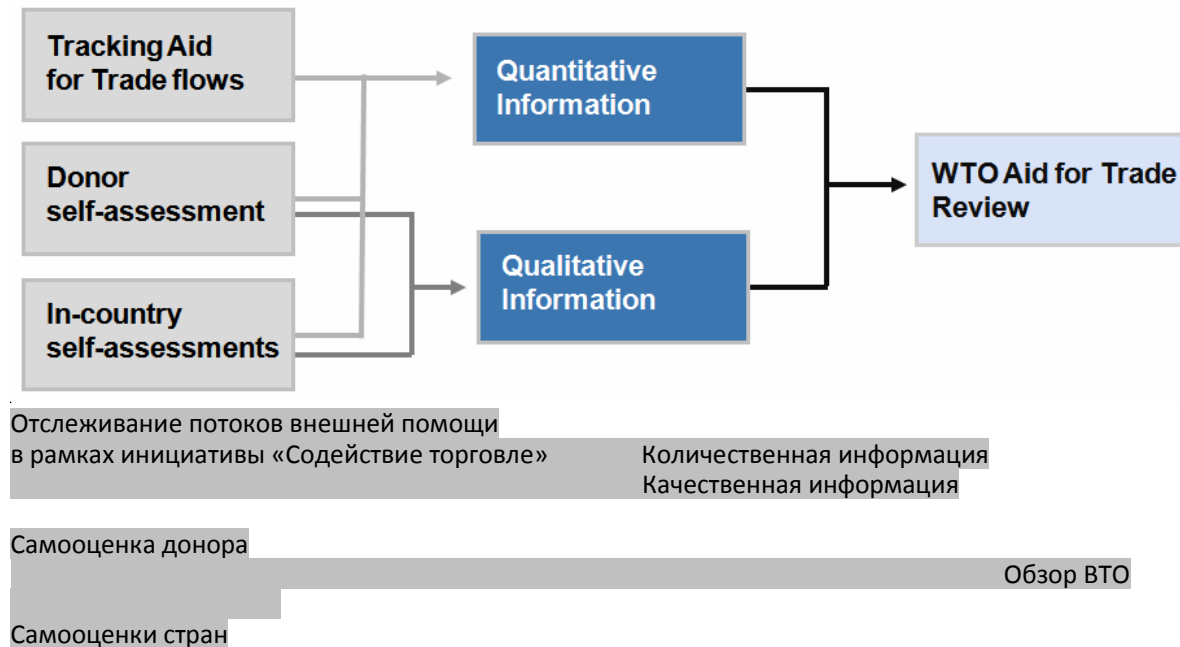 Tracking Aid
for Trade flows
Quantitative
Information
Donor
self-assessment
WTO Aid for Trade
Review
Qualitative
Information
In-country
self-assessments
Отслеживание потоков внешней помощи
в рамках инициативы «Содействие торговле» Количественная информация
Качественная информация
Самооценка донора
Обзор ВТО
Самооценки стран